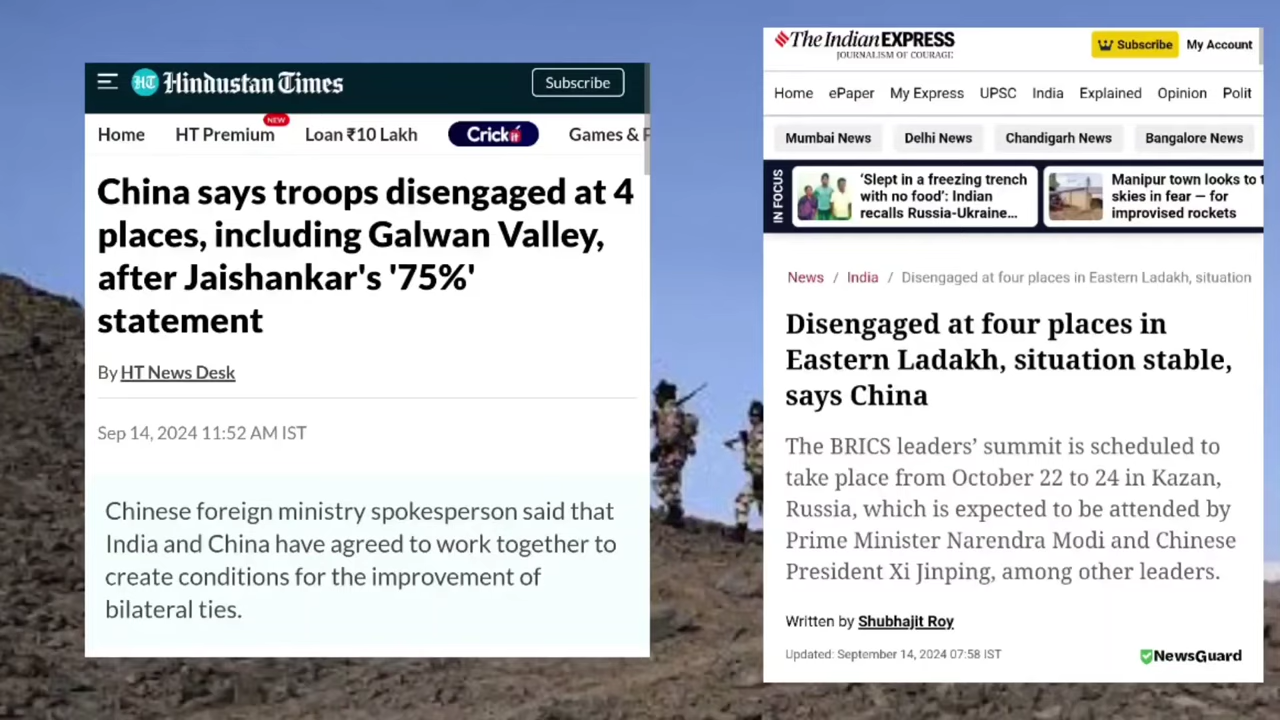 HT Hindustan Times
Subscribe
Home HT Premium NEW Loan ₹10 Lakh Crickit Games &
China says troops disengaged at 4
places, including Galwan Valley,
after Jaishankar's '75%'
statement
By HT News Desk
Sep 14, 2024 11:52 AM IST
Chinese foreign ministry spokesperson said that
India and China have agreed to work together to
create conditions for the improvement of
bilateral ties.
The Indian EXPRESS
JOURNALISM OF COURAGE
Subscribe My Account
Home ePaper My Express UPSC India Explained Opinion Polit
Mumbai News Delhi News Chandigarh News Bangalore News
IN FOCUS
'Slept in a freezing trench
with no food': Indian
recalls Russia-Ukraine...
Manipur town looks to
skies in fear — for
improvised rockets
News / India / Disengaged at four places in Eastern Ladakh, situation
Disengaged at four places in
Eastern Ladakh, situation stable,
says China
The BRICS leaders' summit is scheduled to
take place from October 22 to 24 in Kazan,
Russia, which is expected to be attended by
Prime Minister Narendra Modi and Chinese
President Xi Jinping, among other leaders.
Written by Shubhajit Roy
Updated: September 14, 2024 07:58 IST
NewsGuard